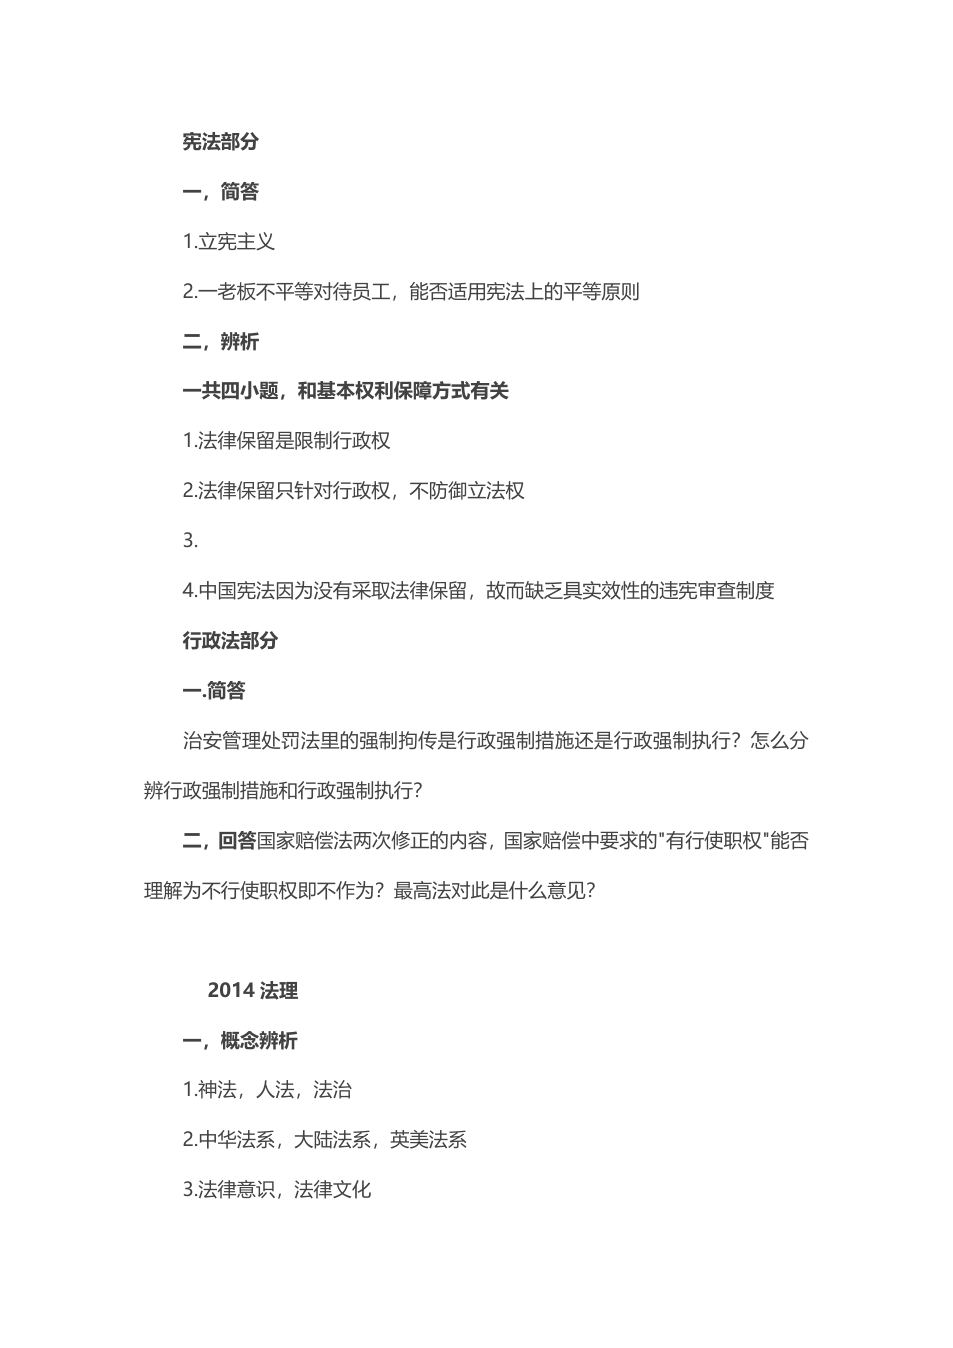 宪法部分
一，简答
1.立宪主义
2.一老板不平等对待员工，能否适用宪法上的平等原则
二，辨析
一共四小题，和基本权利保障方式有关
1.法律保留是限制行政权
2.法律保留只针对行政权，不防御立法权
3.
4.中国宪法因为没有采取法律保留，故而缺乏具实效性的违宪审查制度
行政法部分
一.简答
治安管理处罚法里的强制拘传是行政强制措施还是行政强制执行？怎么分
辨行政强制措施和行政强制执行？
二，回答国家赔偿法两次修正的内容，国家赔偿中要求的"有行使职权"能否
理解为不行使职权即不作为？最高法对此是什么意见？
2014 法理
一，概念辨析
1.神法，人法，法治
2.中华法系，大陆法系，英美法系
3.法律意识，法律文化